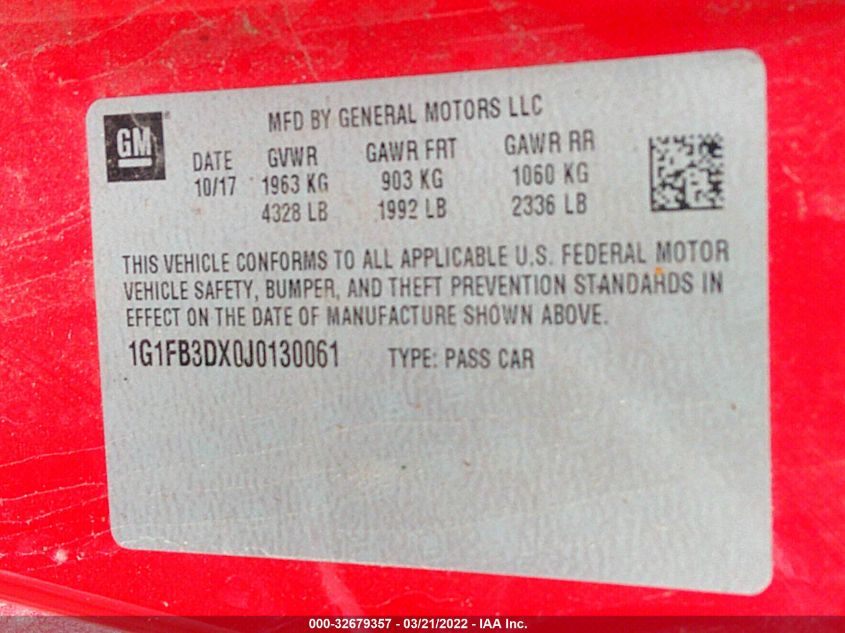 GM
MFD BY GENERAL MOTORS LLC
DATE GVWR GAWR FRT GAWR RR
10/17 1963 KG 903 KG 1060 KG
4328 LB 1992 LB 2336 LB
THIS VEHICLE CONFORMS TO ALL APPLICABLE U.S. FEDERAL MOTOR
VEHICLE SAFETY, BUMPER, AND THEFT PREVENTION STANDARDS IN
EFFECT ON THE DATE OF MANUFACTURE SHOWN ABOVE.
1G1FB3DX0J0130061 TYPE: PASS CAR
000-32679357 - 03/21/2022 - IAA Inc.